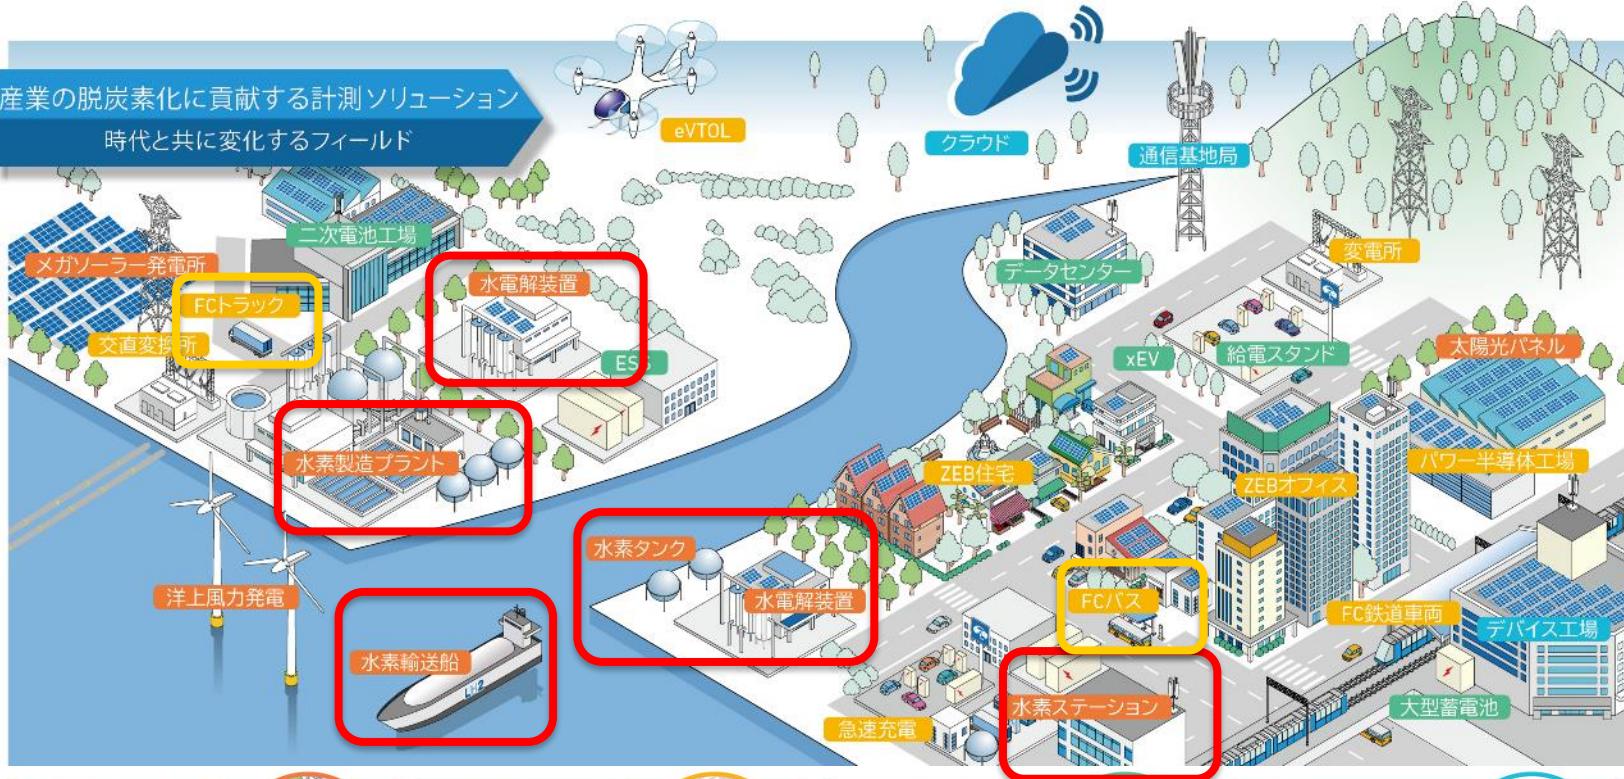 産業の脱炭素化に貢献する計測ソリューション
時代と共に変化するフィールド
eVTOL
クラウド
通信基地局
二次電池工場
メガソーラー発電所
水電解装置
データセンター
変電所
FCトラック
交直変換所
ESS
xEV
給電スタンド
太陽光パネル
水素製造プラント
ZEB住宅
ZEBオフィス
パワー半導体工場
水素タンク
洋上風力発電
水電解装置
FCバス
FC鉄道車両
デバイス工場
水素輸送船
LH2
水素ステーション
大型蓄電池
急速充電